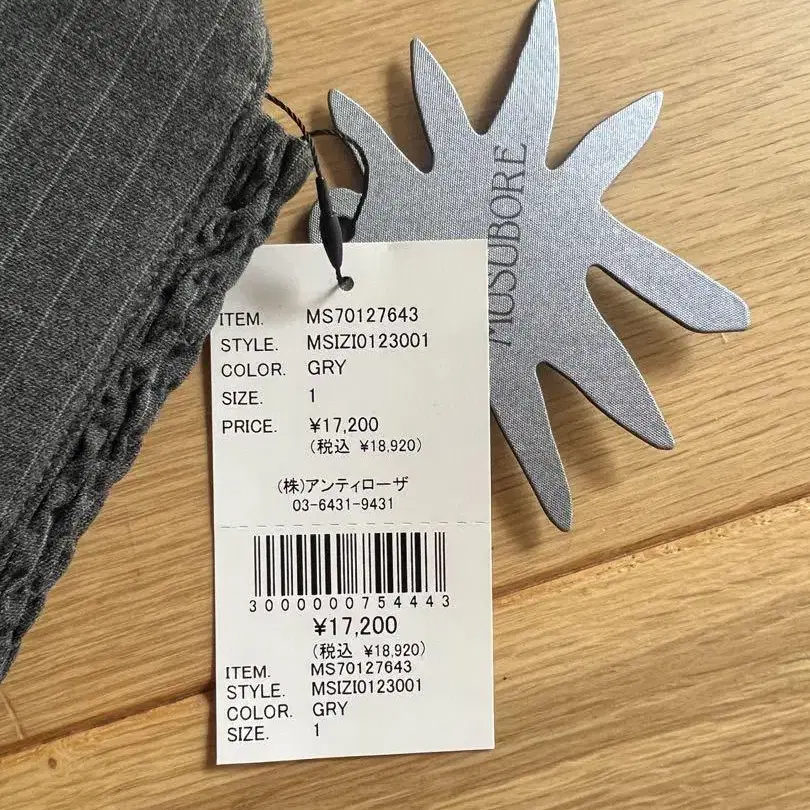 MUSUBORE
ITEM. MS70127643
STYLE. MSIZI0123001
COLOR. GRY
SIZE. 1
PRICE. ¥17,200
(税込 ¥18,920)
(株)アンティローザ
03-6431-9431
3000000754443
¥17,200
(税込 ¥18,920)
ITEM. MS70127643
STYLE. MSIZI0123001
COLOR. GRY
SIZE. 1